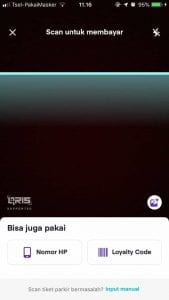 Tsel-PakaiMasker 11.16 95%
Scan untuk membayar
QRIS
SUPPORTED
Bisa juga pakai
Nomor HP Loyalty Code
Scan tiket parkir bermasalah? Input manual